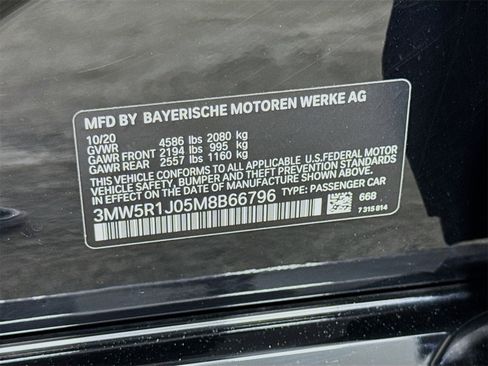 MFD BY BAYERISCHE MOTOREN WERKE AG
10/20
GVWR 4586 lbs 2080 kg
GAWR FRONT 2194 lbs 995 kg
GAWR REAR 2557 lbs 1160 kg
THIS VEHICLE CONFORMS TO ALL APPLICABLE U.S. FEDERAL MOTOR
VEHICLE SAFETY, BUMPER AND THEFT PREVENTION STANDARDS IN
EFFECT ON THE DATE OF MANUFACTURE SHOWN ABOVE.
3MW5R1J05M8B66796 TYPE: PASSENGER CAR
668
7 315 814